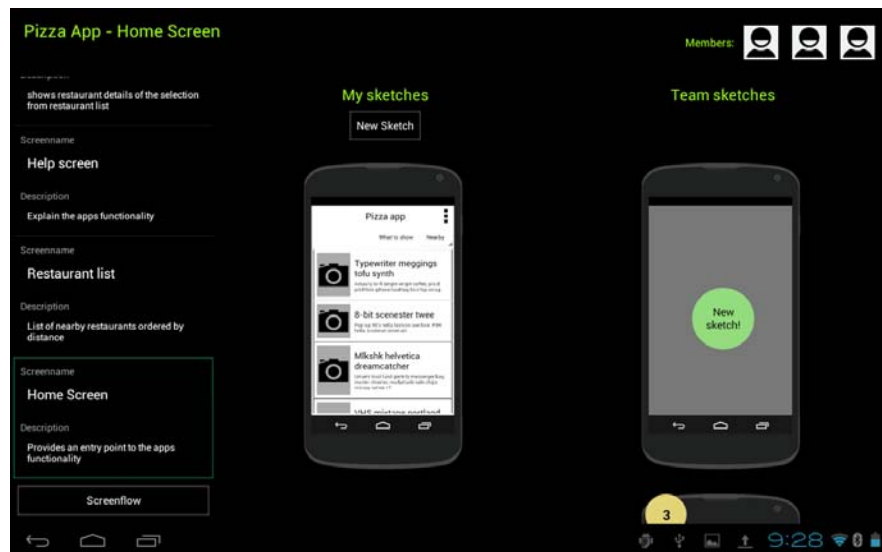 Pizza App - Home Screen
Members:
shows restaurant details of the selection
from restaurant list
Screenname
Help screen
Description
Explain the apps functionality
Screenname
Restaurant list
Description
List of nearby restaurants ordered by
distance
Screenname
Home Screen
Description
Provides an entry point to the apps
functionality
Screenflow
My sketches
New Sketch
Pizza app
What to show Nearby
Typewriter meggings
tofu synth
8-bit scenester twee
Mlkshk helvetica
dreamcatcher
VHS mixtape portland
Team sketches
New
sketch!
3
9:28